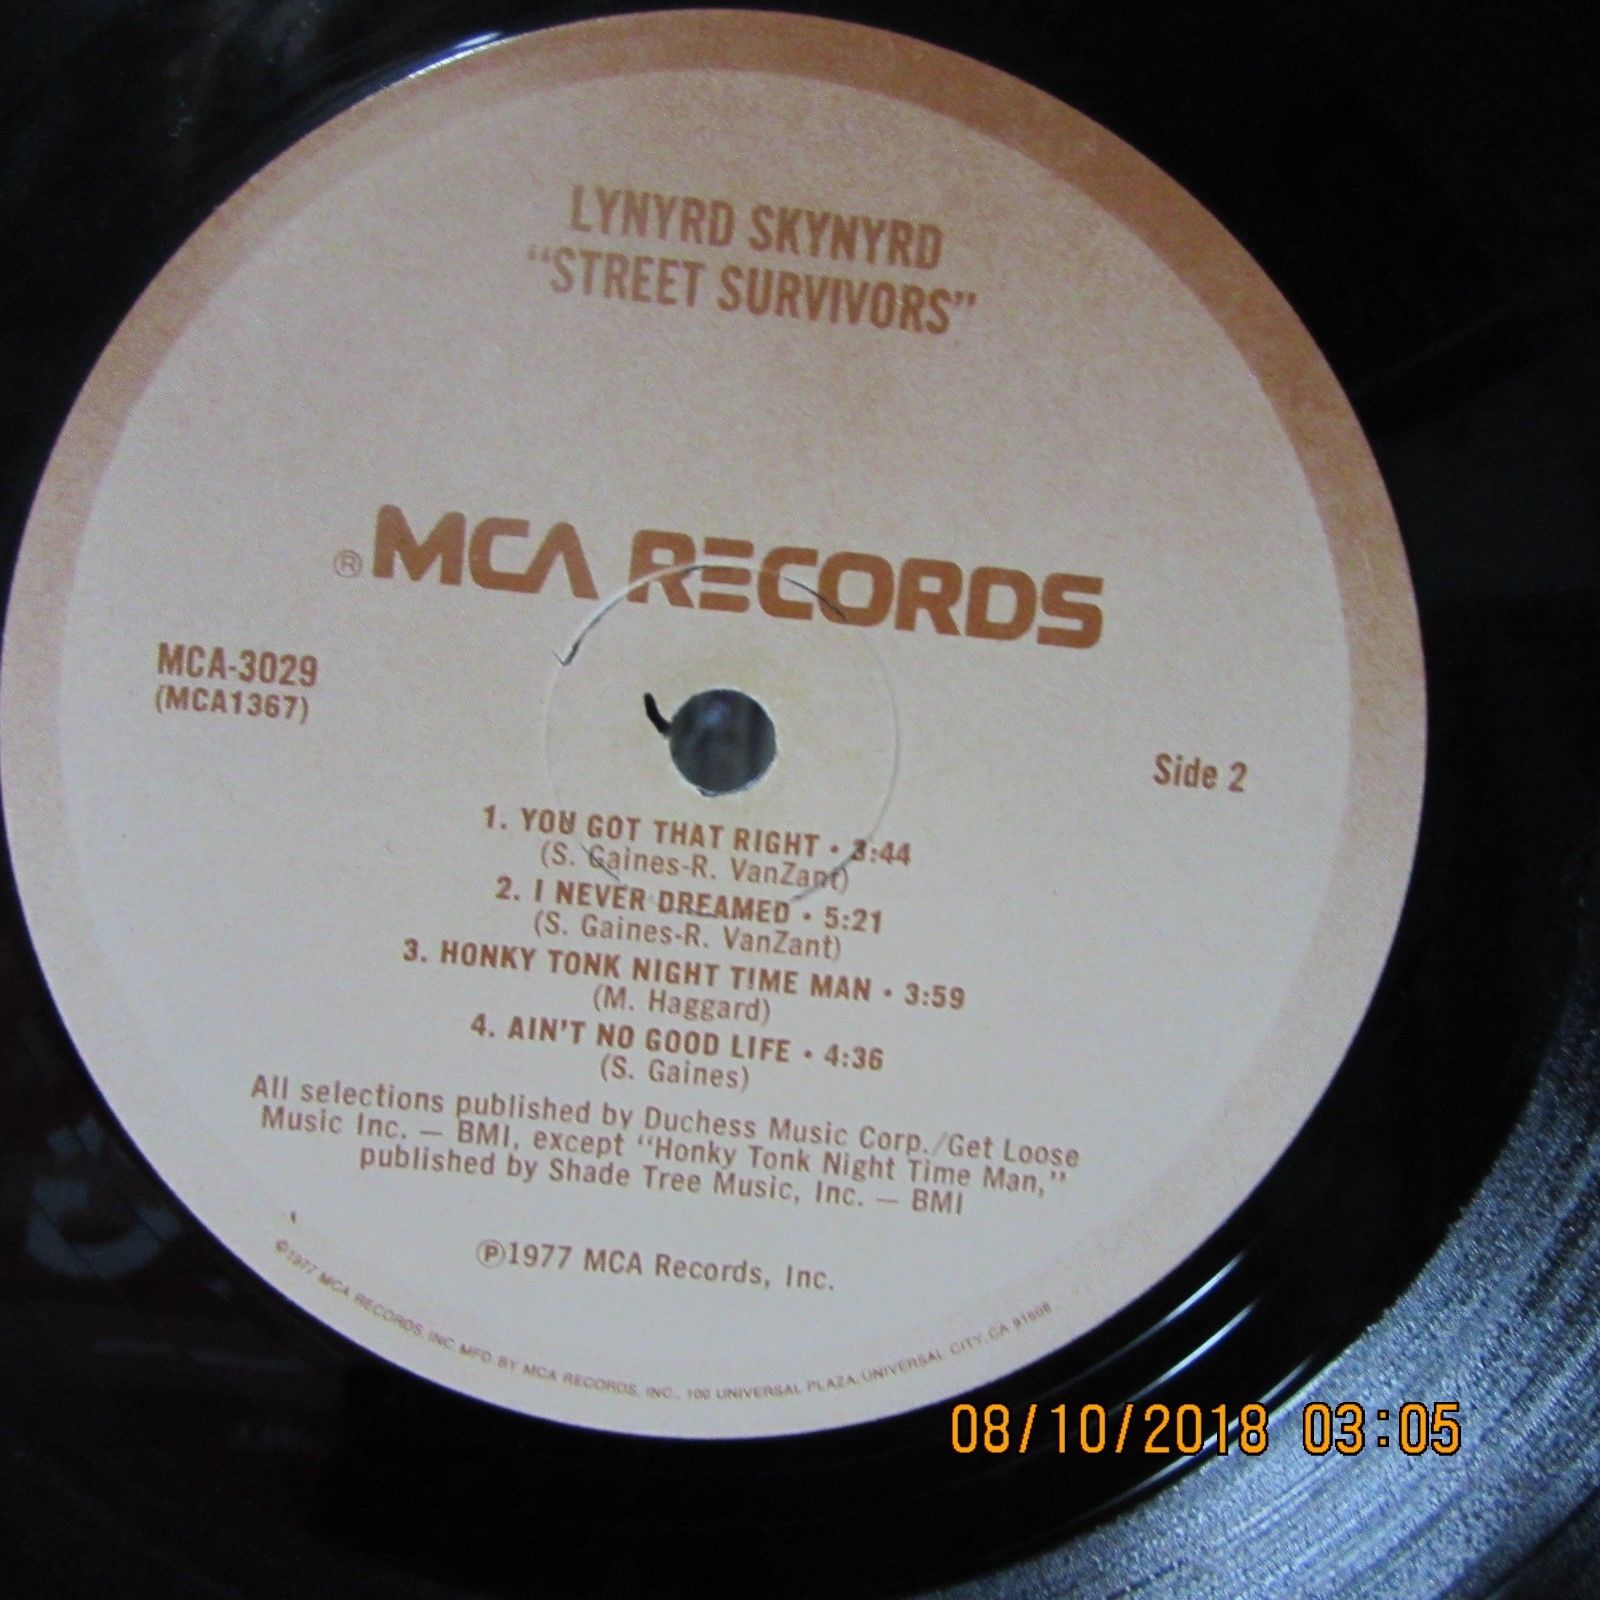 LYNYRD SKYNYRD
“STREET SURVIVORS”
® MCA RECORDS
MCA-3029
(MCA1367)
Side 2
1. YOU GOT THAT RIGHT • 3:44
(S. Gaines-R. VanZant)
2. I NEVER DREAMED • 5:21
(S. Gaines-R. VanZant)
3. HONKY TONK NIGHT TIME MAN • 3:59
(M. Haggard)
4. AIN'T NO GOOD LIFE • 4:36
(S. Gaines)
All selections published by Duchess Music Corp./Get Loose
Music Inc. — BMI, except “Honky Tonk Night Time Man,”
published by Shade Tree Music, Inc. — BMI
℗1977 MCA Records, Inc.
©1977 MCA RECORDS, INC. MFD. BY MCA RECORDS, INC., 100 UNIVERSAL PLAZA, UNIVERSAL CITY, CA 91608
08/10/2018 03:05